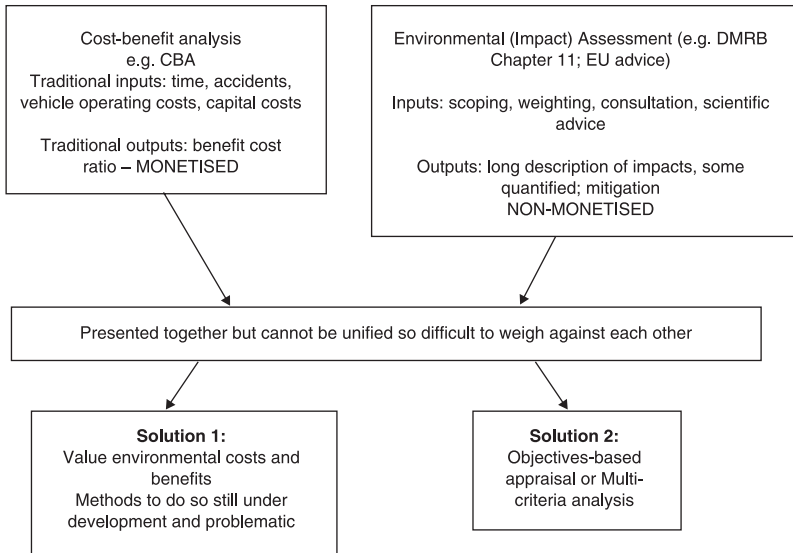 Cost-benefit analysis
e.g. CBA
Traditional inputs: time, accidents,
vehicle operating costs, capital costs
Traditional outputs: benefit cost
ratio – MONETISED
Environmental (Impact) Assessment (e.g. DMRB
Chapter 11; EU advice)
Inputs: scoping, weighting, consultation, scientific
advice
Outputs: long description of impacts, some
quantified; mitigation
NON-MONETISED
Presented together but cannot be unified so difficult to weigh against each other
Solution 1:
Value environmental costs and
benefits
Methods to do so still under
development and problematic
Solution 2:
Objectives-based
appraisal or Multi-
criteria analysis